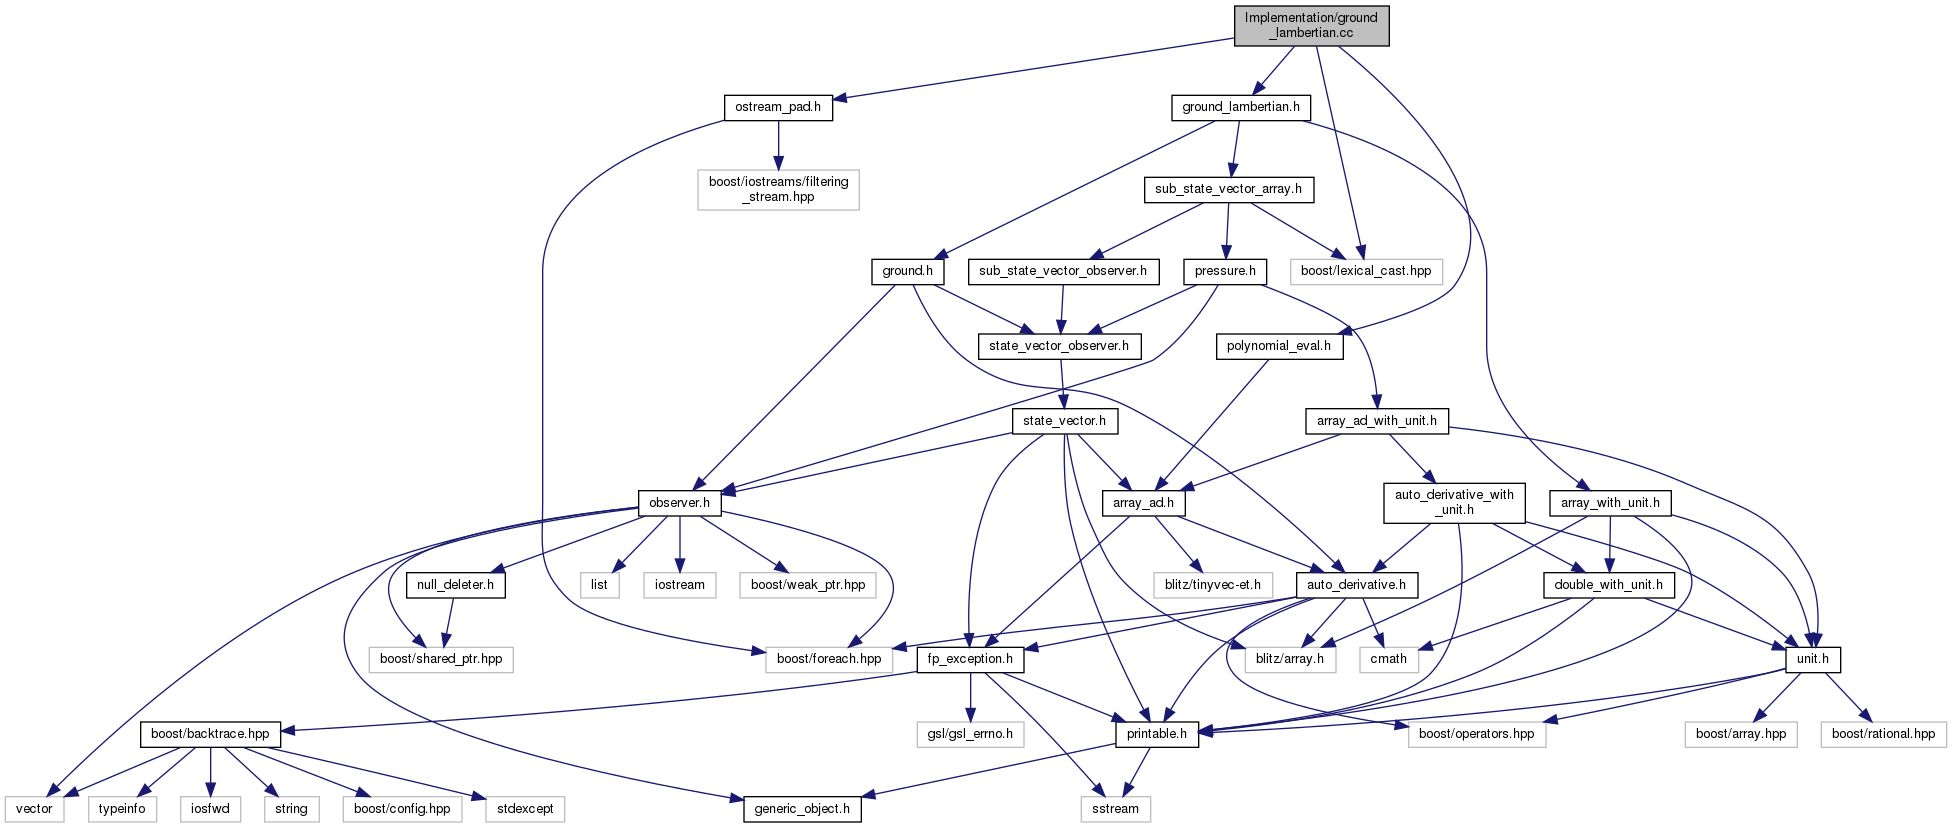 Implementation/ground
_lambertian.cc
ostream_pad.h
ground_lambertian.h
boost/iostreams/filtering
_stream.hpp
sub_state_vector_array.h
ground.h
sub_state_vector_observer.h
pressure.h
boost/lexical_cast.hpp
state_vector_observer.h
polynomial_eval.h
state_vector.h
array_ad_with_unit.h
observer.h
array_ad.h
auto_derivative_with
_unit.h
array_with_unit.h
null_deleter.h
list
iostream
boost/weak_ptr.hpp
blitz/tinyvec-et.h
auto_derivative.h
double_with_unit.h
boost/shared_ptr.hpp
boost/foreach.hpp
fp_exception.h
blitz/array.h
cmath
unit.h
boost/backtrace.hpp
gsl/gsl_errno.h
printable.h
boost/operators.hpp
boost/array.hpp
boost/rational.hpp
vector
typeinfo
iosfwd
string
boost/config.hpp
stdexcept
generic_object.h
sstream